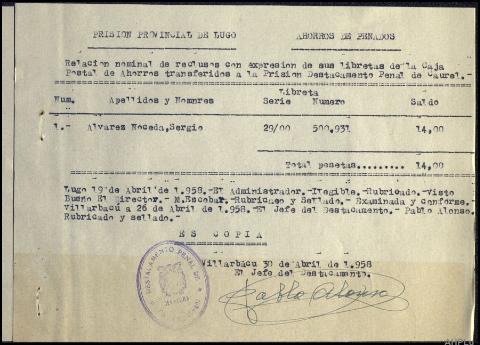 PRISION PROVINCIAL DE LUGO AHORROS DE PENADOS
Relacion nominal de reclusos con expresion de sus libretas de la Caja
Postal de Ahorros transferidos a la Prision Destacamento Penal de Caurel.-
Libreta
Num. Apellidos y Nombres Serie Numero Saldo
1.- Alvarez Noceda, Sergio 29/00 500.931 14,00
Total pesetas......... 14,00
Lugo 19 de Abril de 1.958.-El Administrador.-Ilegible.-Rubricado.-Visto
Bueno El Director.- M.Escobar.-Rubricado y Sellado.- Examinada y conforme.-
Villarbacu a 26 de Abril de 1.958.-El Jefe del Destacamento.- Pablo Alonso.
Rubricado y sellado.-
ES COPIA
Villarbacu 30 de Abril de 1.958
El Jefe del Destacamento.
DESTACAMENTO PENAL DE
Pablo Alonso